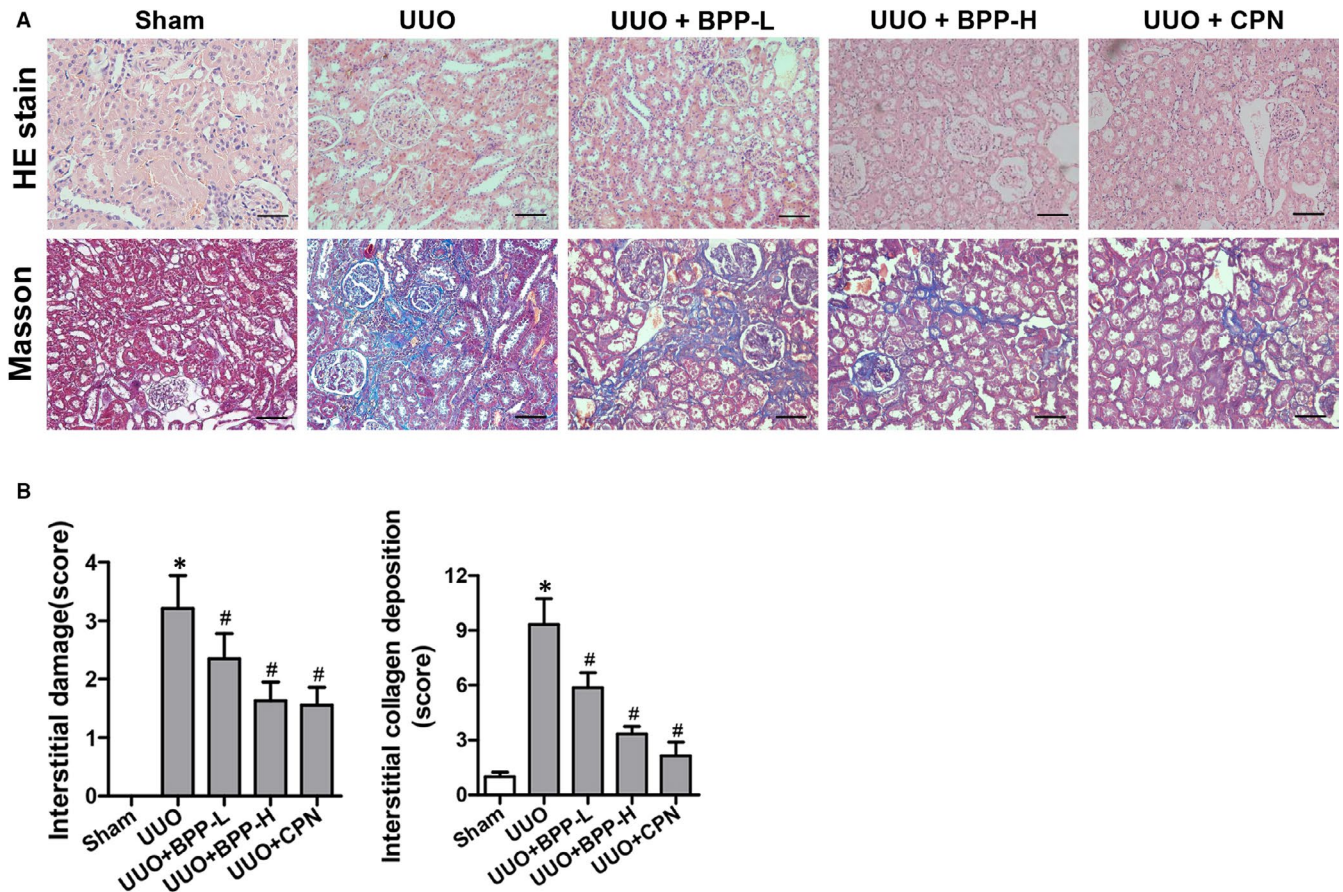 A
Sham
UUO
UUO + BPP-L
UUO + BPP-H
UUO + CPN
HE stain
Masson
B
Interstitial damage(score)
4
3
2
1
0
*
#
#
#
Sham
UUO
UUO+BPP-L
UUO+BPP-H
UUO+CPN
Interstitial collagen deposition
(score)
12
9
6
3
0
*
#
#
#
Sham
UUO
UUO+BPP-L
UUO+BPP-H
UUO+CPN